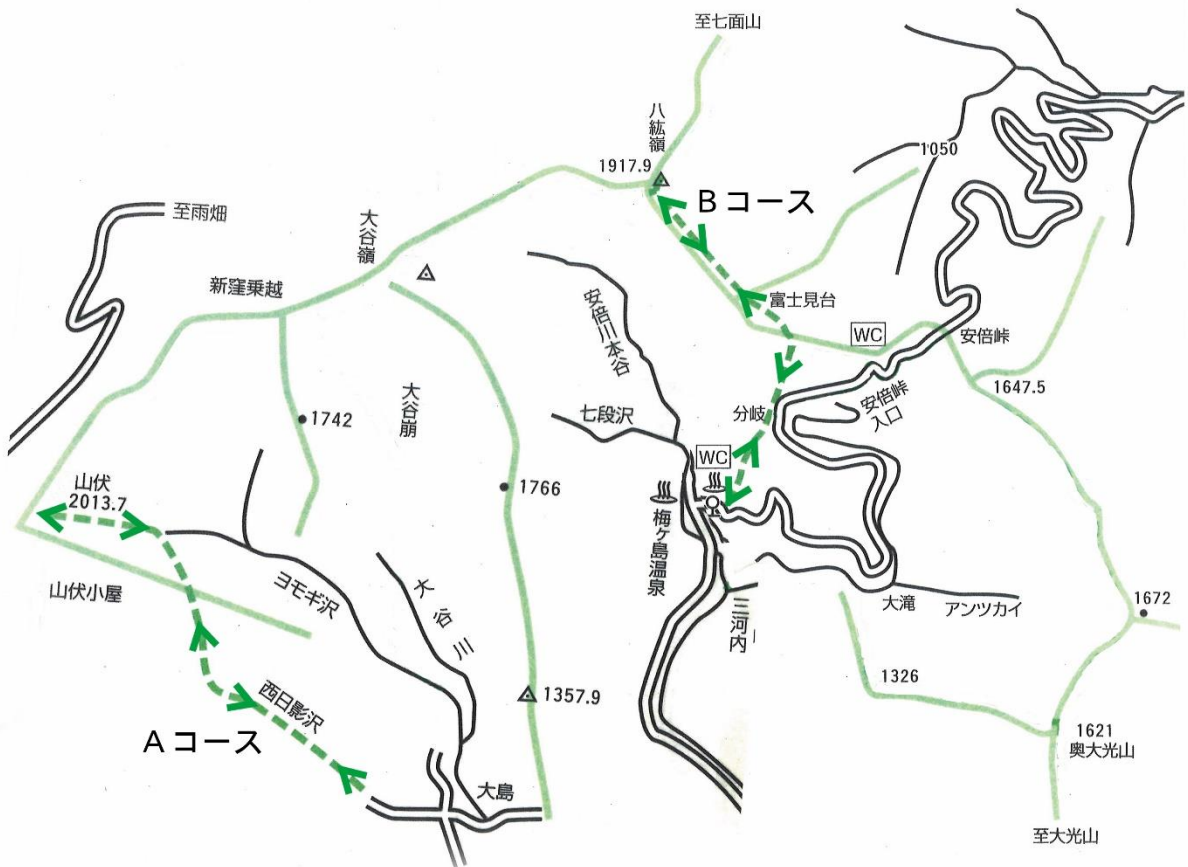 至七面山
八紘嶺
1917.9
1050
Bコース
至雨畑
大谷嶺
新窪乗越
安倍川本谷
富士見台
WC
安倍峠
1647.5
大谷崩
1742
七段沢
分岐
安倍峠
入口
WC
山伏
2013.7
1766
梅ヶ島温泉
山伏小屋
ヨモギ沢
大谷川
三河内
大滝
アンツカイ
1672
1326
1357.9
西日影沢
Aコース
1621
奥大光山
大島
至大光山